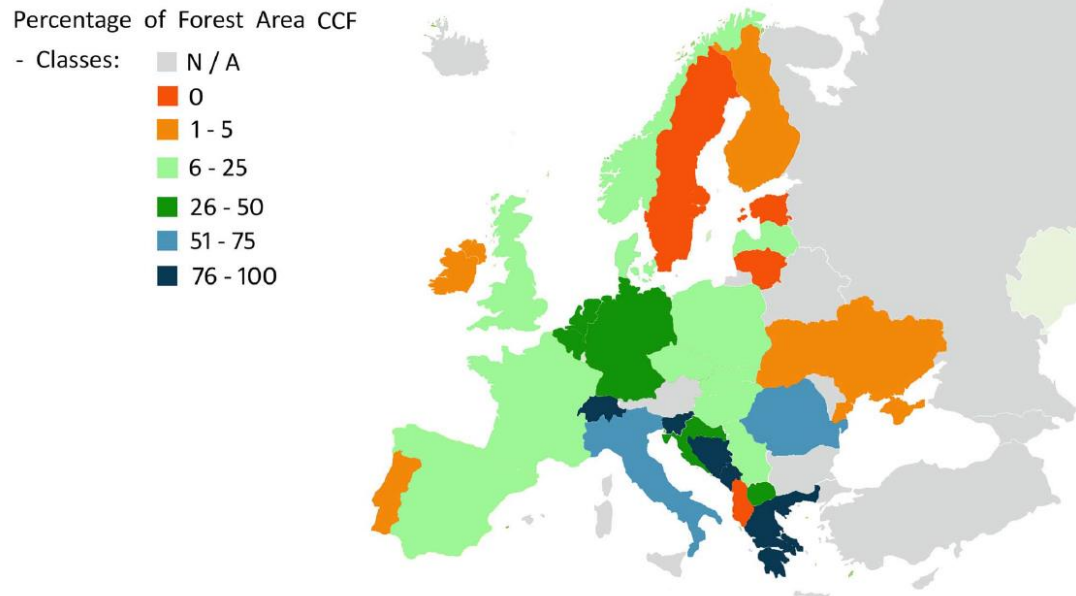 Percentage of Forest Area CCF
- Classes:
N / A
0
1 - 5
6 - 25
26 - 50
51 - 75
76 - 100